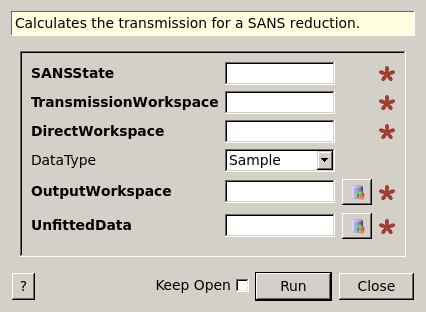 Calculates the transmission for a SANS reduction.
SANSState
TransmissionWorkspace
DirectWorkspace
DataType Sample
OutputWorkspace
UnfittedData
? Keep Open Run Close